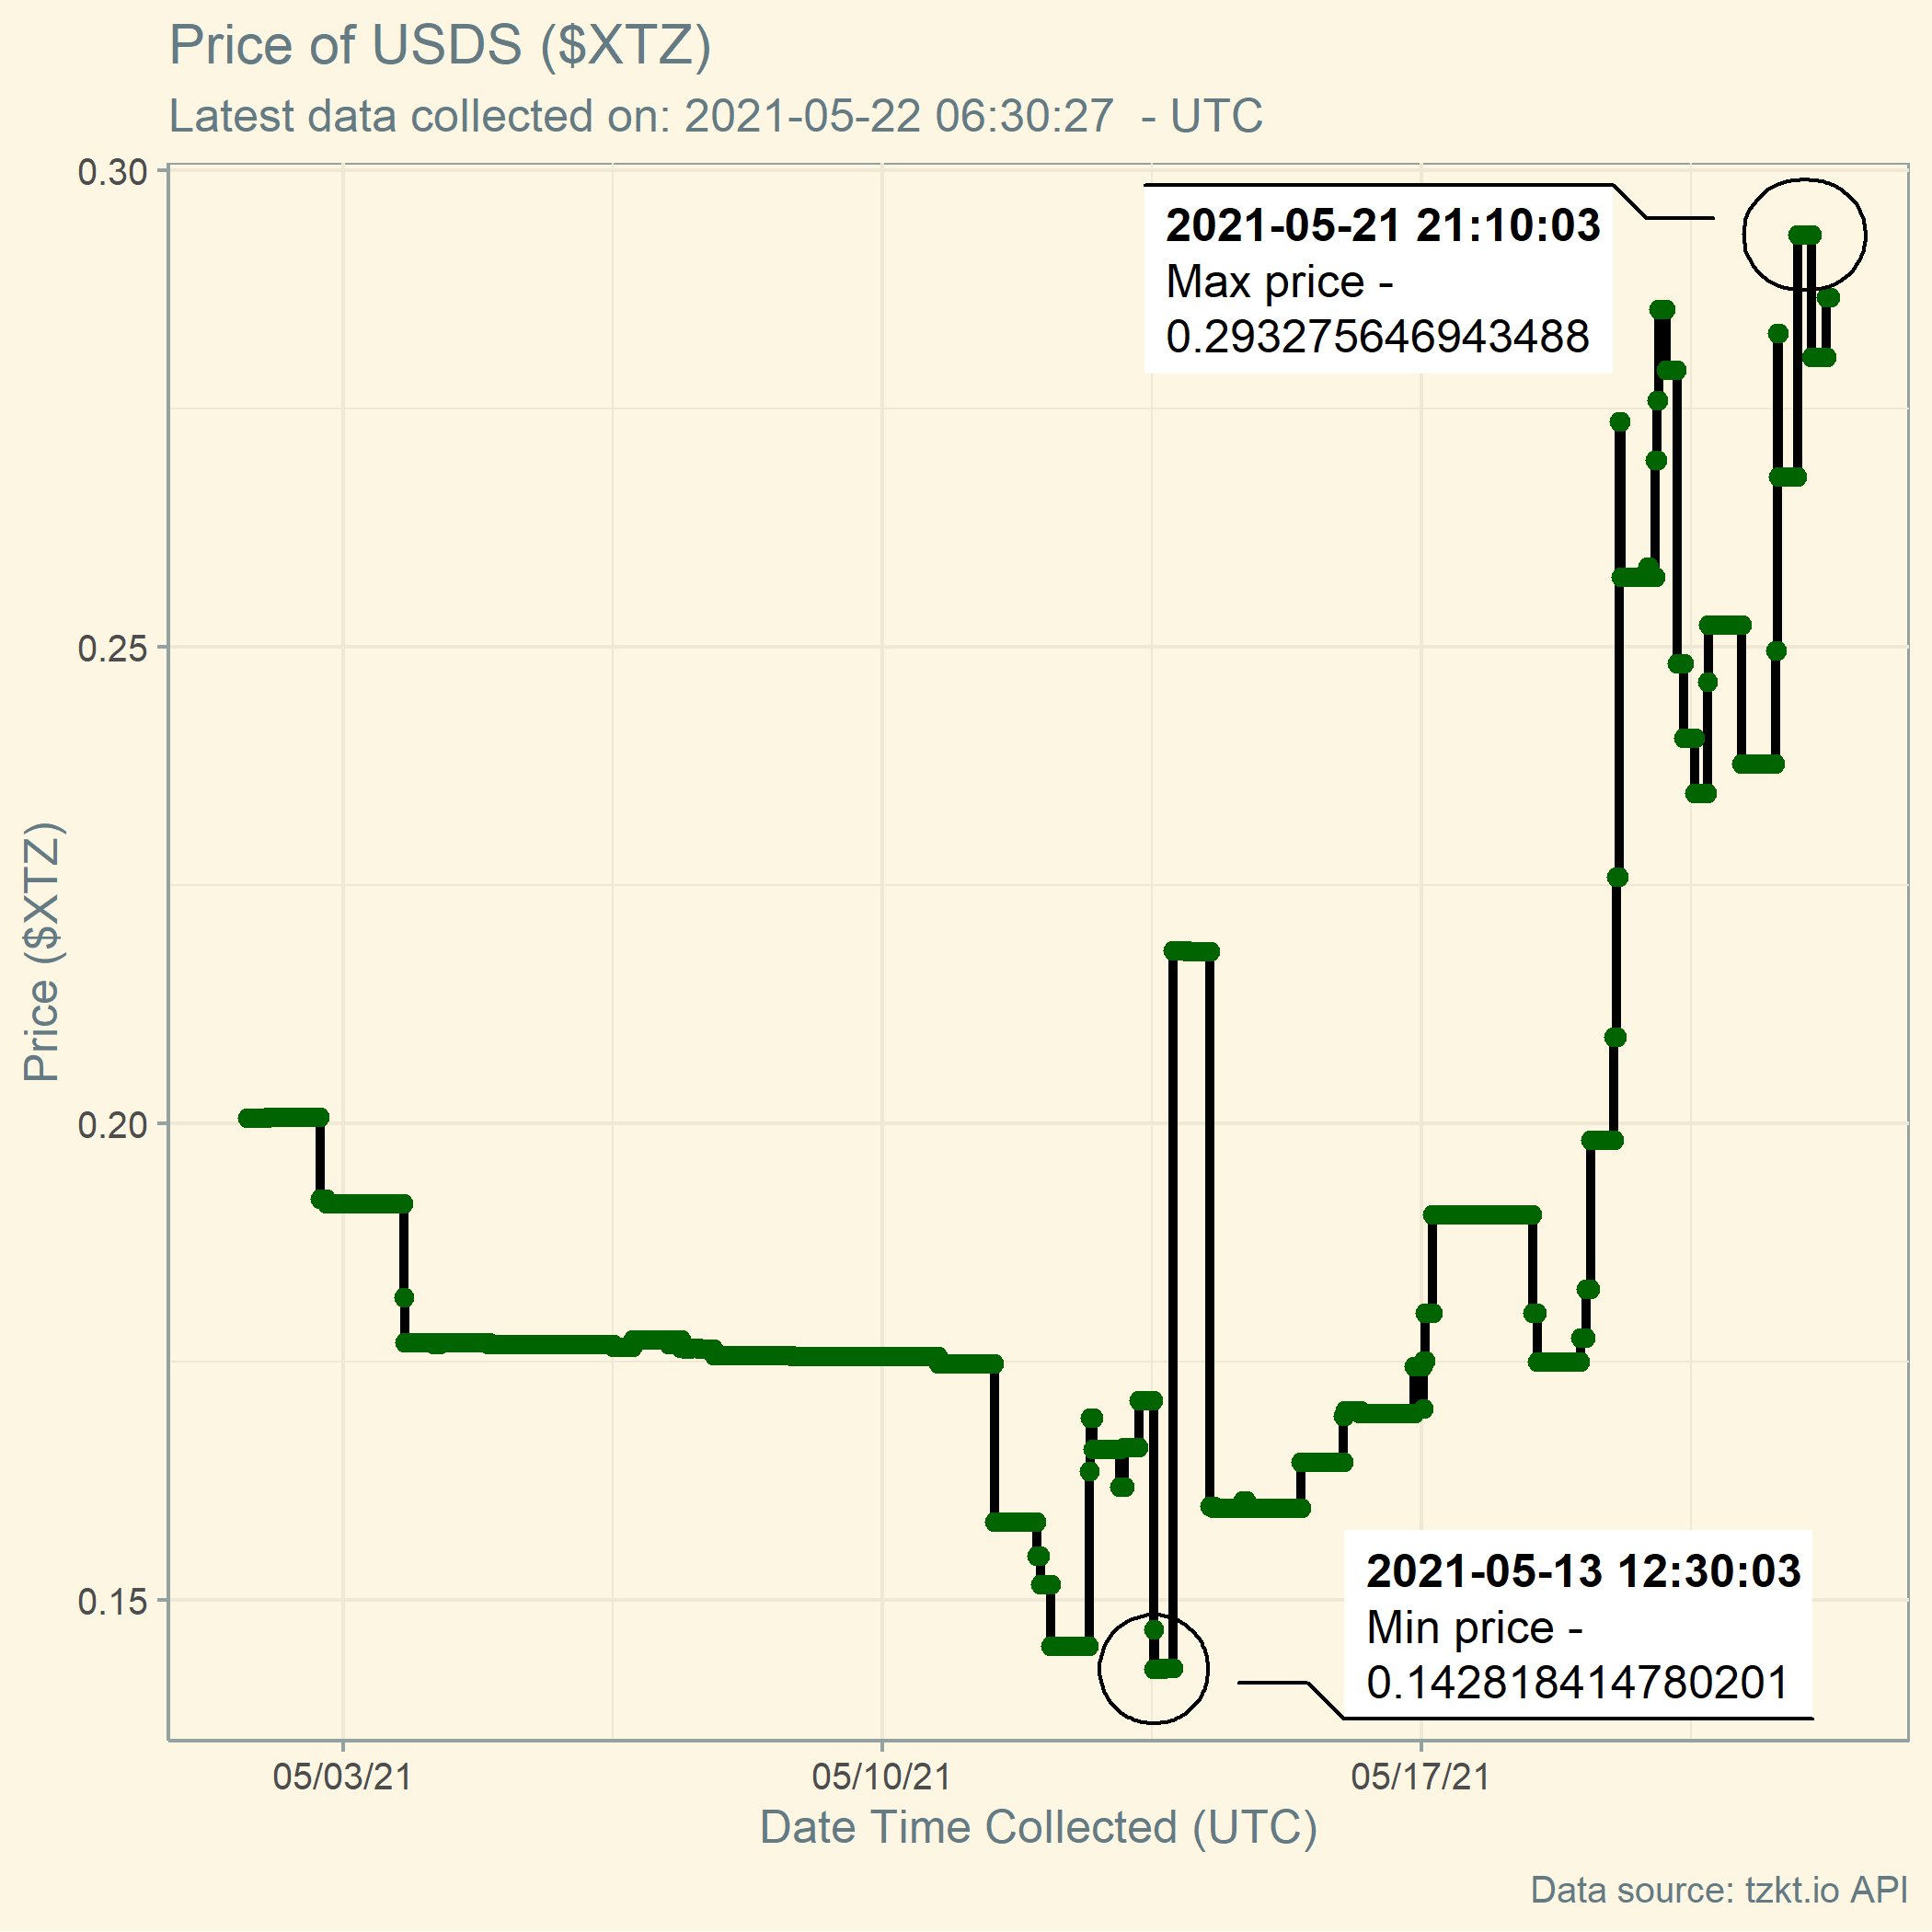 Price of USDS ($XTZ)
Latest data collected on: 2021-05-22 06:30:27  - UTC
0.30
0.25
0.20
0.15
Price ($XTZ)
2021-05-21 21:10:03
Max price -
0.293275646943488
2021-05-13 12:30:03
Min price -
0.142818414780201
05/03/21
05/10/21
05/17/21
Date Time Collected (UTC)
Data source: tzkt.io API